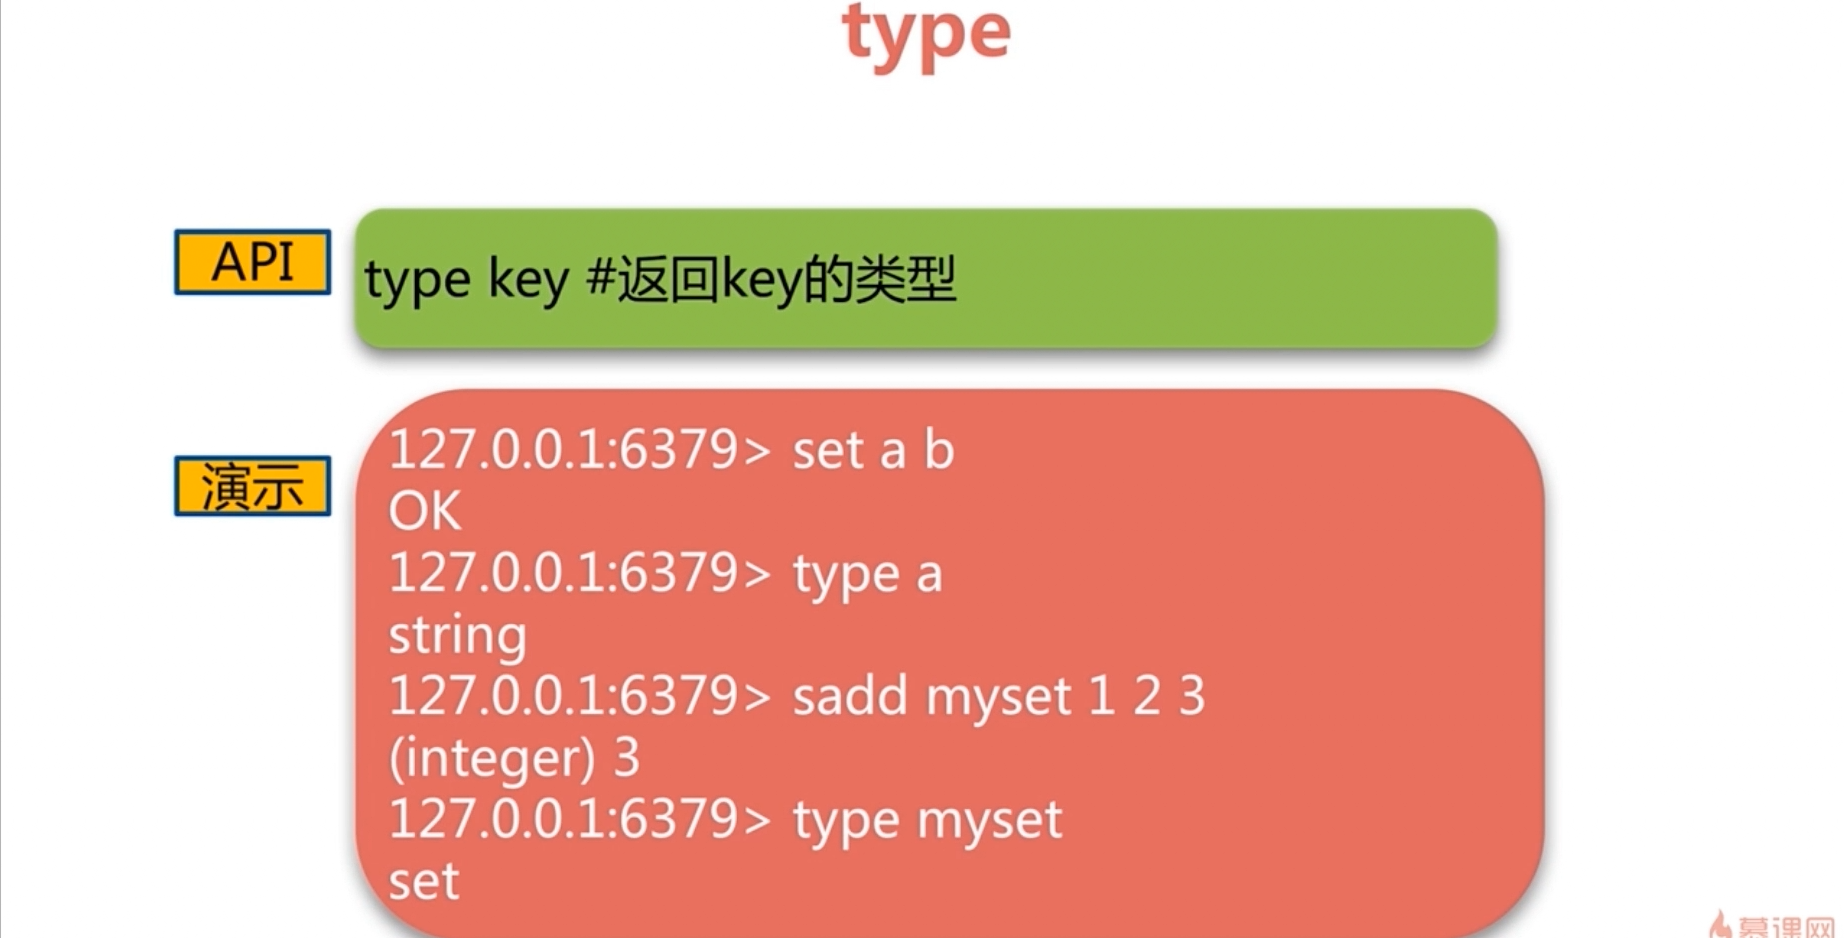 type
API
type key #返回key的类型
演示
127.0.0.1:6379> set a b
OK
127.0.0.1:6379> type a
string
127.0.0.1:6379> sadd myset 1 2 3
(integer) 3
127.0.0.1:6379> type myset
set
慕课网